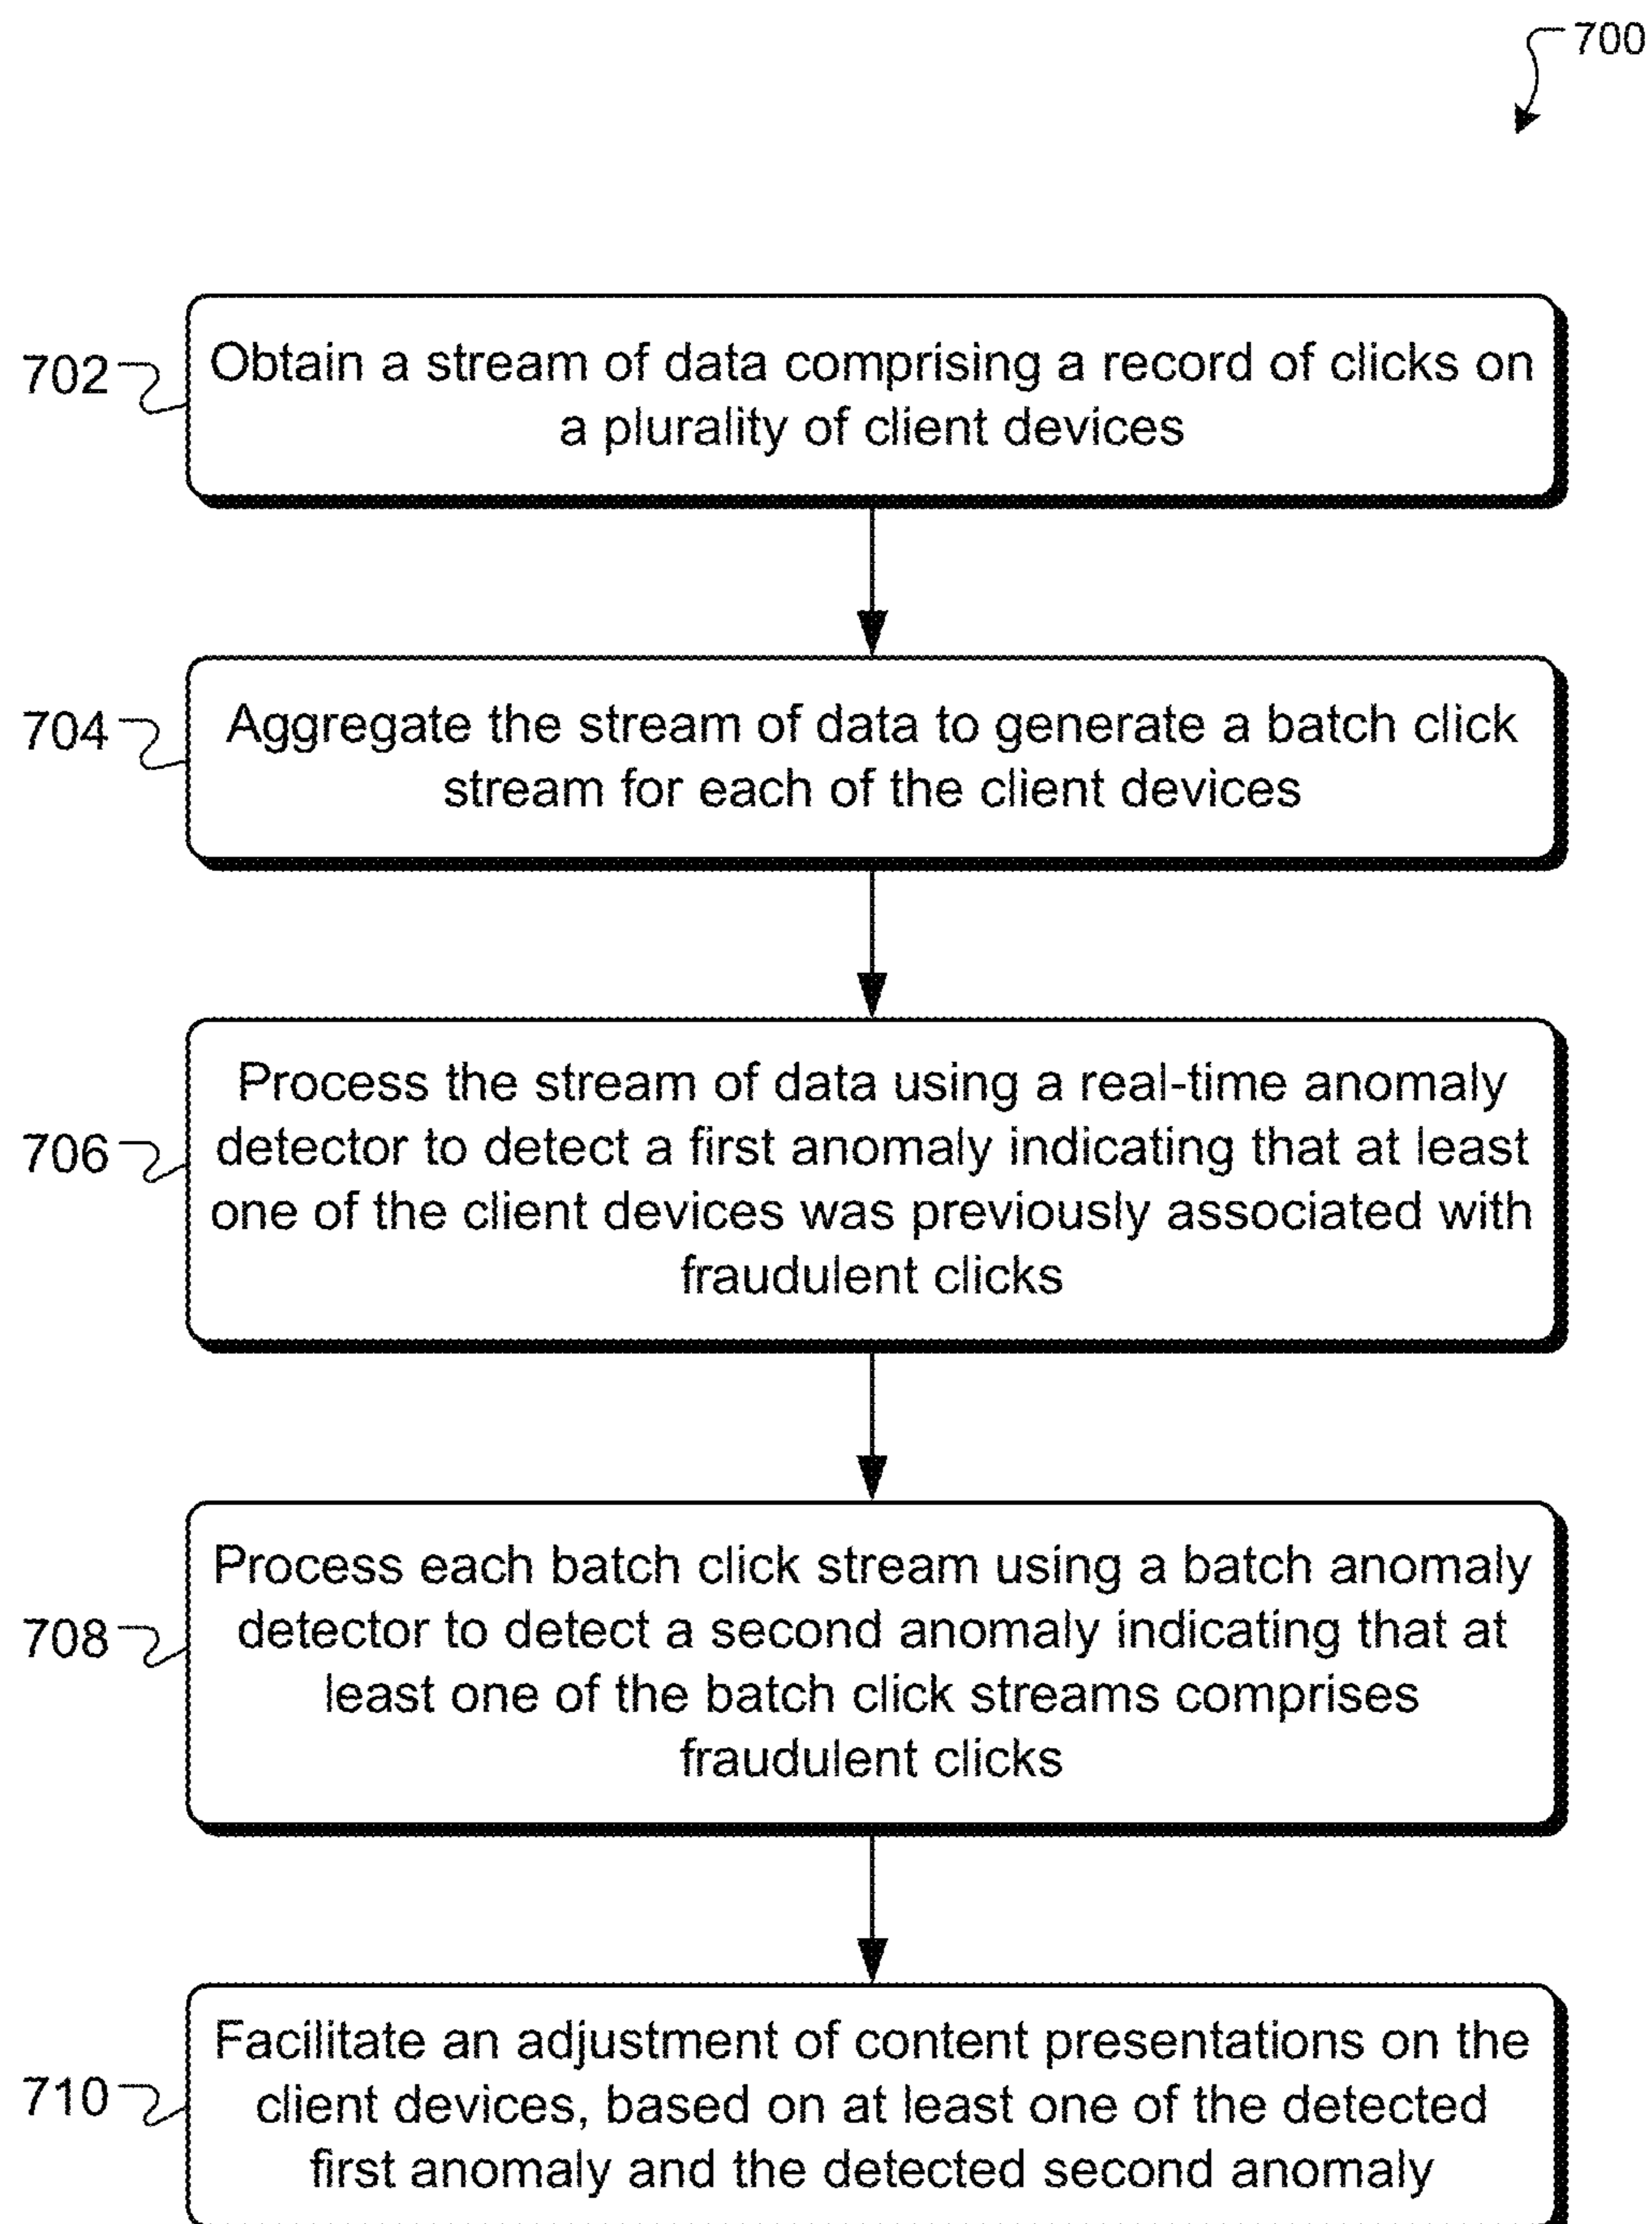 700
702
Obtain a stream of data comprising a record of clicks on
a plurality of client devices
704
Aggregate the stream of data to generate a batch click
stream for each of the client devices
706
Process the stream of data using a real-time anomaly
detector to detect a first anomaly indicating that at least
one of the client devices was previously associated with
fraudulent clicks
708
Process each batch click stream using a batch anomaly
detector to detect a second anomaly indicating that at
least one of the batch click streams comprises
fraudulent clicks
710
Facilitate an adjustment of content presentations on the
client devices, based on at least one of the detected
first anomaly and the detected second anomaly